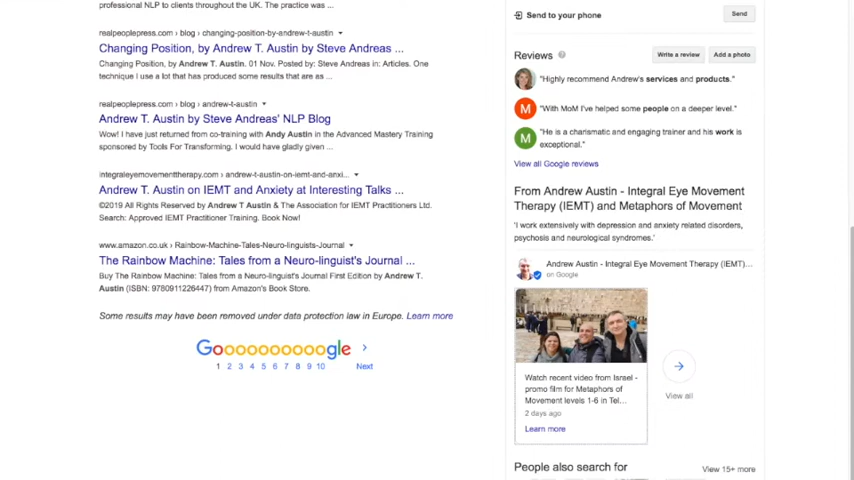 professional NLP to clients throughout the UK. The practice was ...
realpeoplepress.com › blog › changing-position-by-andrew-t-austin
Changing Position, by Andrew T. Austin by Steve Andreas ...
Changing Position, by Andrew T. Austin. 01 Nov. Posted by: Steve Andreas in: Articles. One
technique I use a lot that has produced some results that are as ...
realpeoplepress.com › blog › andrew-t-austin
Andrew T. Austin by Steve Andreas' NLP Blog
Wow! I have just returned from co-training with Andy Austin in the Advanced Mastery Training
sponsored by Tools For Transforming. I would have gladly given ...
integraleyemovementtherapy.com › andrew-t-austin-on-iemt-and-anxi...
Andrew T. Austin on IEMT and Anxiety at Interesting Talks ...
©2019 All Rights Reserved by Andrew T Austin & The Association for IEMT Practitioners Ltd.
Search: Approved IEMT Practitioner Training. Book Now!
www.amazon.co.uk › Rainbow-Machine-Tales-Neuro-linguists-Journal
The Rainbow Machine: Tales from a Neuro-linguist's Journal ...
Buy The Rainbow Machine: Tales from a Neuro-linguist's Journal First Edition by Andrew T.
Austin (ISBN: 9780911226447) from Amazon's Book Store.
Some results may have been removed under data protection law in Europe. Learn more
Goooooooooogle >
1 2 3 4 5 6 7 8 9 10 Next
Send to your phone
Send
Reviews
Write a review
Add a photo
"Highly recommend Andrew's services and products."
M
"With MoM I've helped some people on a deeper level."
M
"He is a charismatic and engaging trainer and his work is
exceptional."
View all Google reviews
From Andrew Austin - Integral Eye Movement
Therapy (IEMT) and Metaphors of Movement
'I work extensively with depression and anxiety related disorders,
psychosis and neurological syndromes.'
Andrew Austin - Integral Eye Movement Therapy (IEMT)...
on Google
Watch recent video from Israel -
promo film for Metaphors of
Movement levels 1-6 in Tel...
2 days ago
Learn more
View all
People also search for
View 15+ more